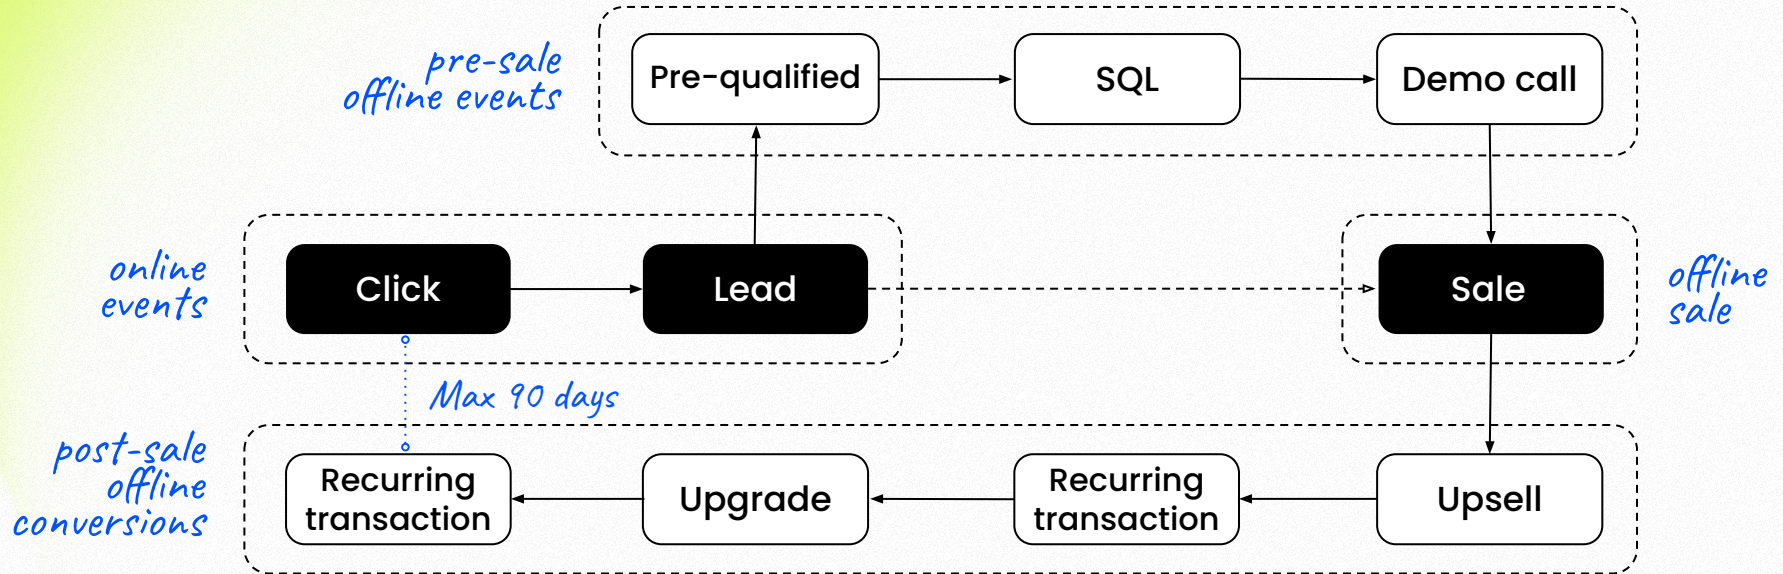 pre-sale
offline events
Pre-qualified
SQL
Demo call
online
events
Click
Lead
Sale
offline
sale
Max 90 days
post-sale
offline
conversions
Recurring
transaction
Upgrade
Recurring
transaction
Upsell